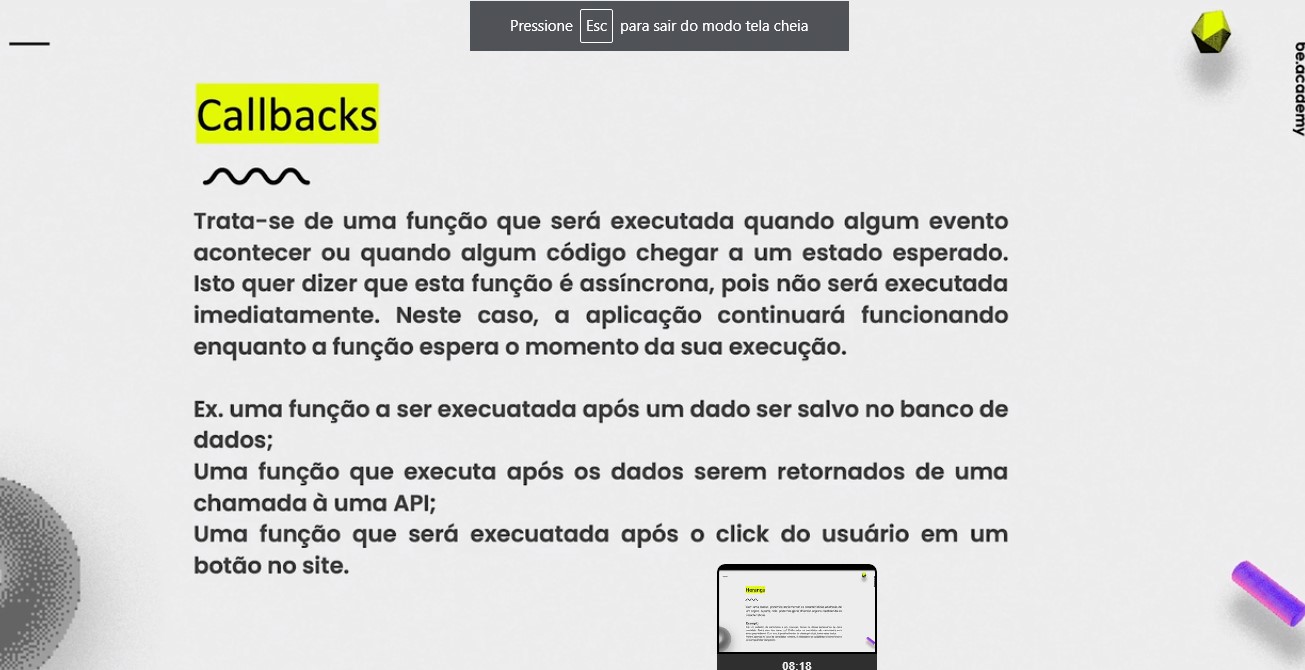 Pressione Esc para sair do modo tela cheia
be.academy
Callbacks
Trata-se de uma função que será executada quando algum evento
acontecer ou quando algum código chegar a um estado esperado.
Isto quer dizer que esta função é assíncrona, pois não será executada
imediatamente. Neste caso, a aplicação continuará funcionando
enquanto a função espera o momento da sua execução.
Ex. uma função a ser execuatada após um dado ser salvo no banco de
dados;
Uma função que executa após os dados serem retornados de uma
chamada à uma API;
Uma função que será execuatada após o click do usuário em um
botão no site.
Herança
08:18